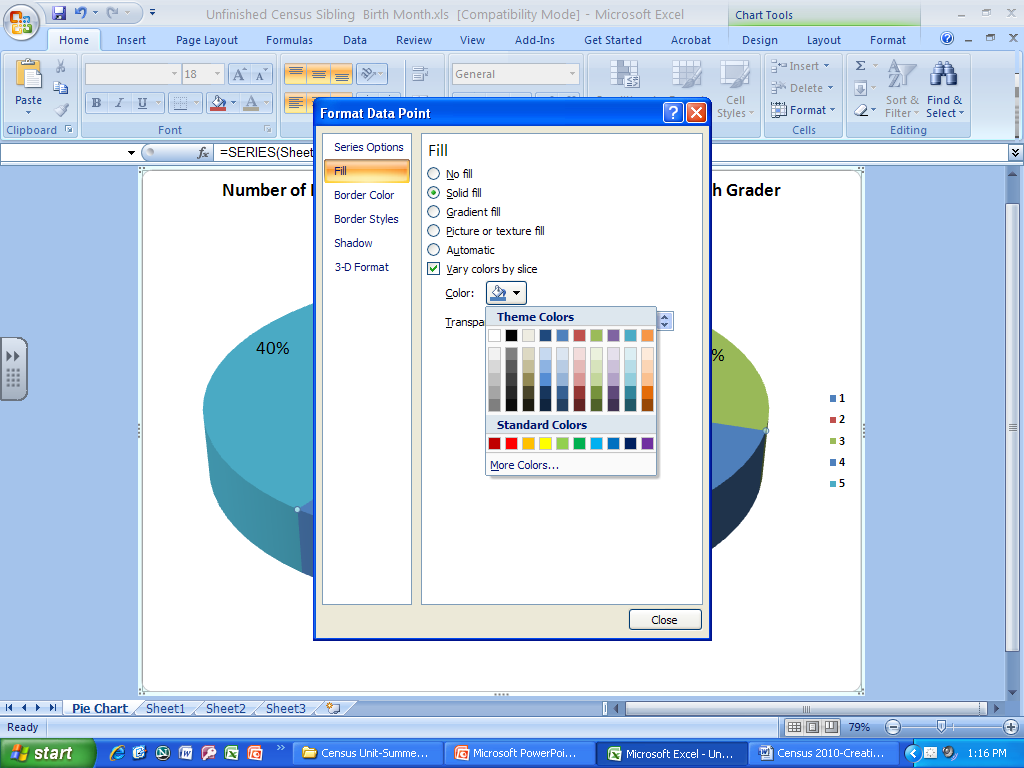 Unfinished Census Sibling Birth Month.xls [Compatibility Mode] - Microsoft Excel
Chart Tools
Home Insert Page Layout Formulas Data Review View Add-Ins Get Started Acrobat Design Layout Format
Paste
18
A A
General
B I U
A
Cell Styles
Insert
Delete
Format
Σ
Sort & Filter
Find & Select
Clipboard Font Cells Editing
fx =SERIES(Sheet
Number of
h Grader
40%
%
1
2
3
4
5
Format Data Point
Series Options
Fill
Border Color
Border Styles
Shadow
3-D Format
Fill
No fill
Solid fill
Gradient fill
Picture or texture fill
Automatic
Vary colors by slice
Color:
Transpa
Theme Colors
Standard Colors
More Colors...
Close
Pie Chart Sheet1 Sheet2 Sheet3
Ready
79%
start
Census Unit-Summe...
Microsoft PowerPoi...
Microsoft Excel - Un...
Census 2010-Creati...
1:16 PM